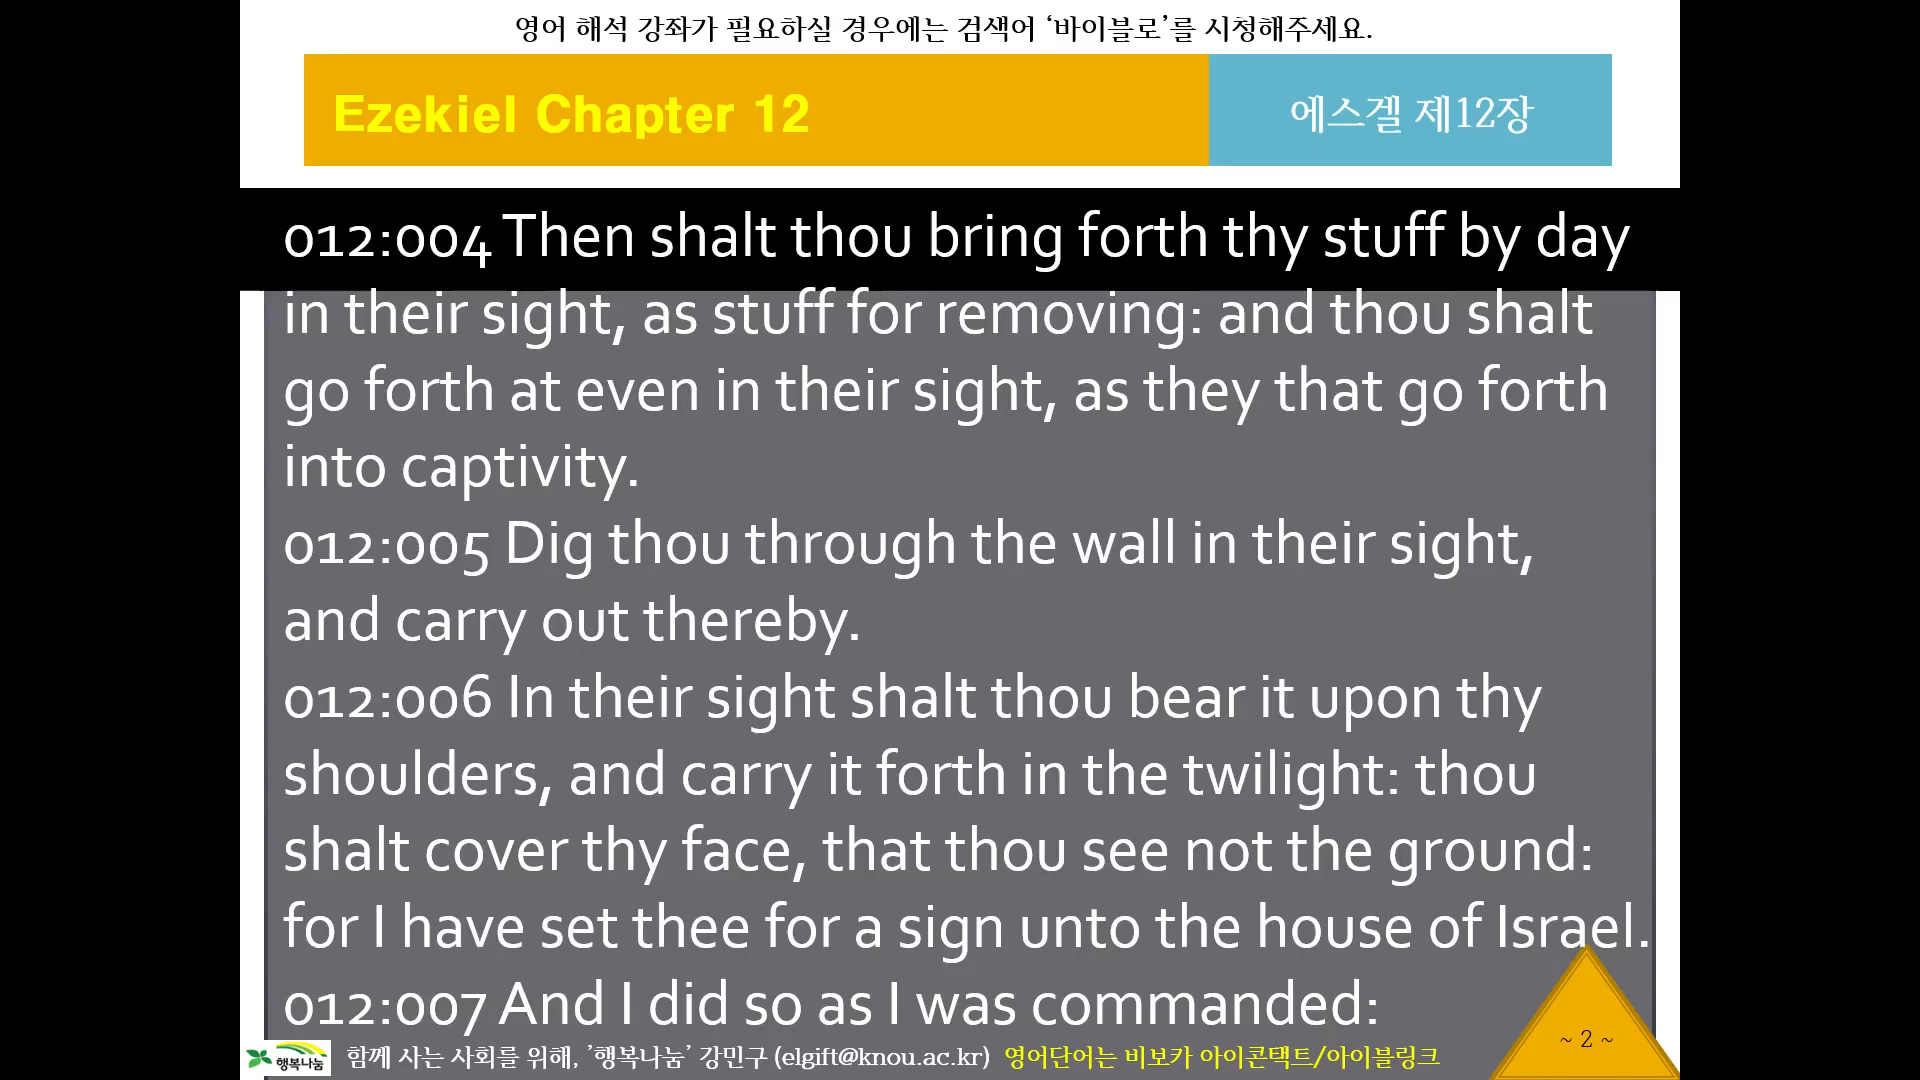 영어 해석 강좌가 필요하실 경우에는 검색어 ‘바이블로’를 시청해주세요.
Ezekiel Chapter 12
에스겔 제12장
012:004 Then shalt thou bring forth thy stuff by day
in their sight, as stuff for removing: and thou shalt
go forth at even in their sight, as they that go forth
into captivity.
012:005 Dig thou through the wall in their sight,
and carry out thereby.
012:006 In their sight shalt thou bear it upon thy
shoulders, and carry it forth in the twilight: thou
shalt cover thy face, that thou see not the ground:
for I have set thee for a sign unto the house of Israel.
012:007 And I did so as I was commanded:
~ 2 ~
행복나눔
함께 사는 사회를 위해, ’행복나눔’ 강민구 (elgift@knou.ac.kr) 영어단어는 비보카 아이콘택트/아이블링크